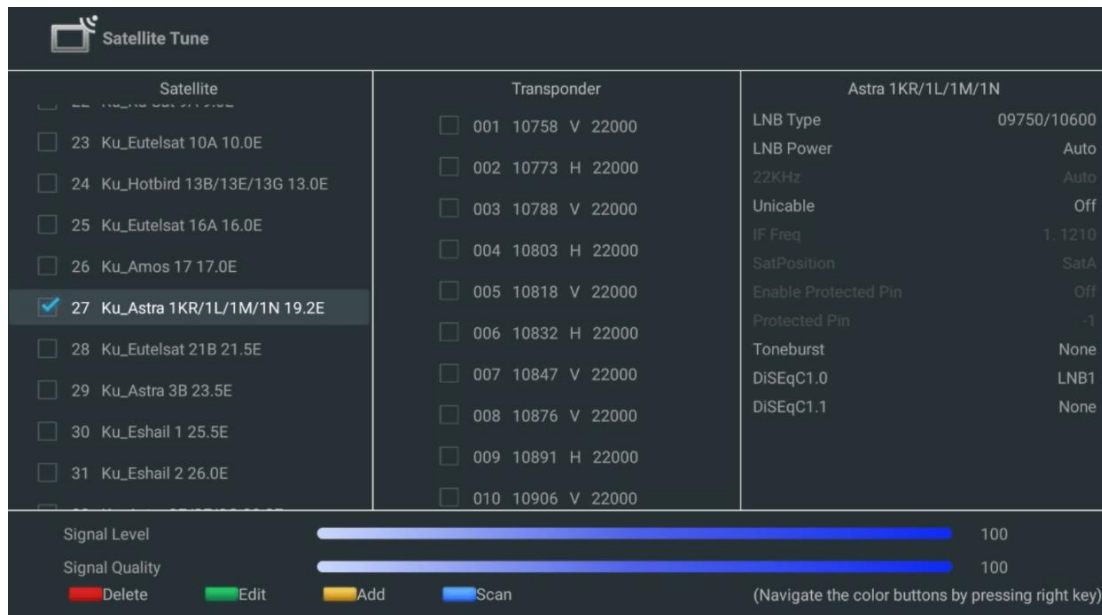 Satellite Tune
Satellite
23 Ku_Eutelsat 10A 10.0E
24 Ku_Hotbird 13B/13E/13G 13.0E
25 Ku_Eutelsat 16A 16.0E
26 Ku_Amos 17 17.0E
27 Ku_Astra 1KR/1L/1M/1N 19.2E
28 Ku_Eutelsat 21B 21.5E
29 Ku_Astra 3B 23.5E
30 Ku_Eshail 1 25.5E
31 Ku_Eshail 2 26.0E
Transponder
001 10758 V 22000
002 10773 H 22000
003 10788 V 22000
004 10803 H 22000
005 10818 V 22000
006 10832 H 22000
007 10847 V 22000
008 10876 V 22000
009 10891 H 22000
010 10906 V 22000
Astra 1KR/1L/1M/1N
LNB Type 09750/10600
LNB Power Auto
22KHz Auto
Unicable Off
IF Freq 1. 1210
SatPosition SatA
Enable Protected Pin Off
Protected Pin -1
Toneburst None
DiSEqC1.0 LNB1
DiSEqC1.1 None
Signal Level 100
Signal Quality 100
Delete Edit Add Scan (Navigate the color buttons by pressing right key)